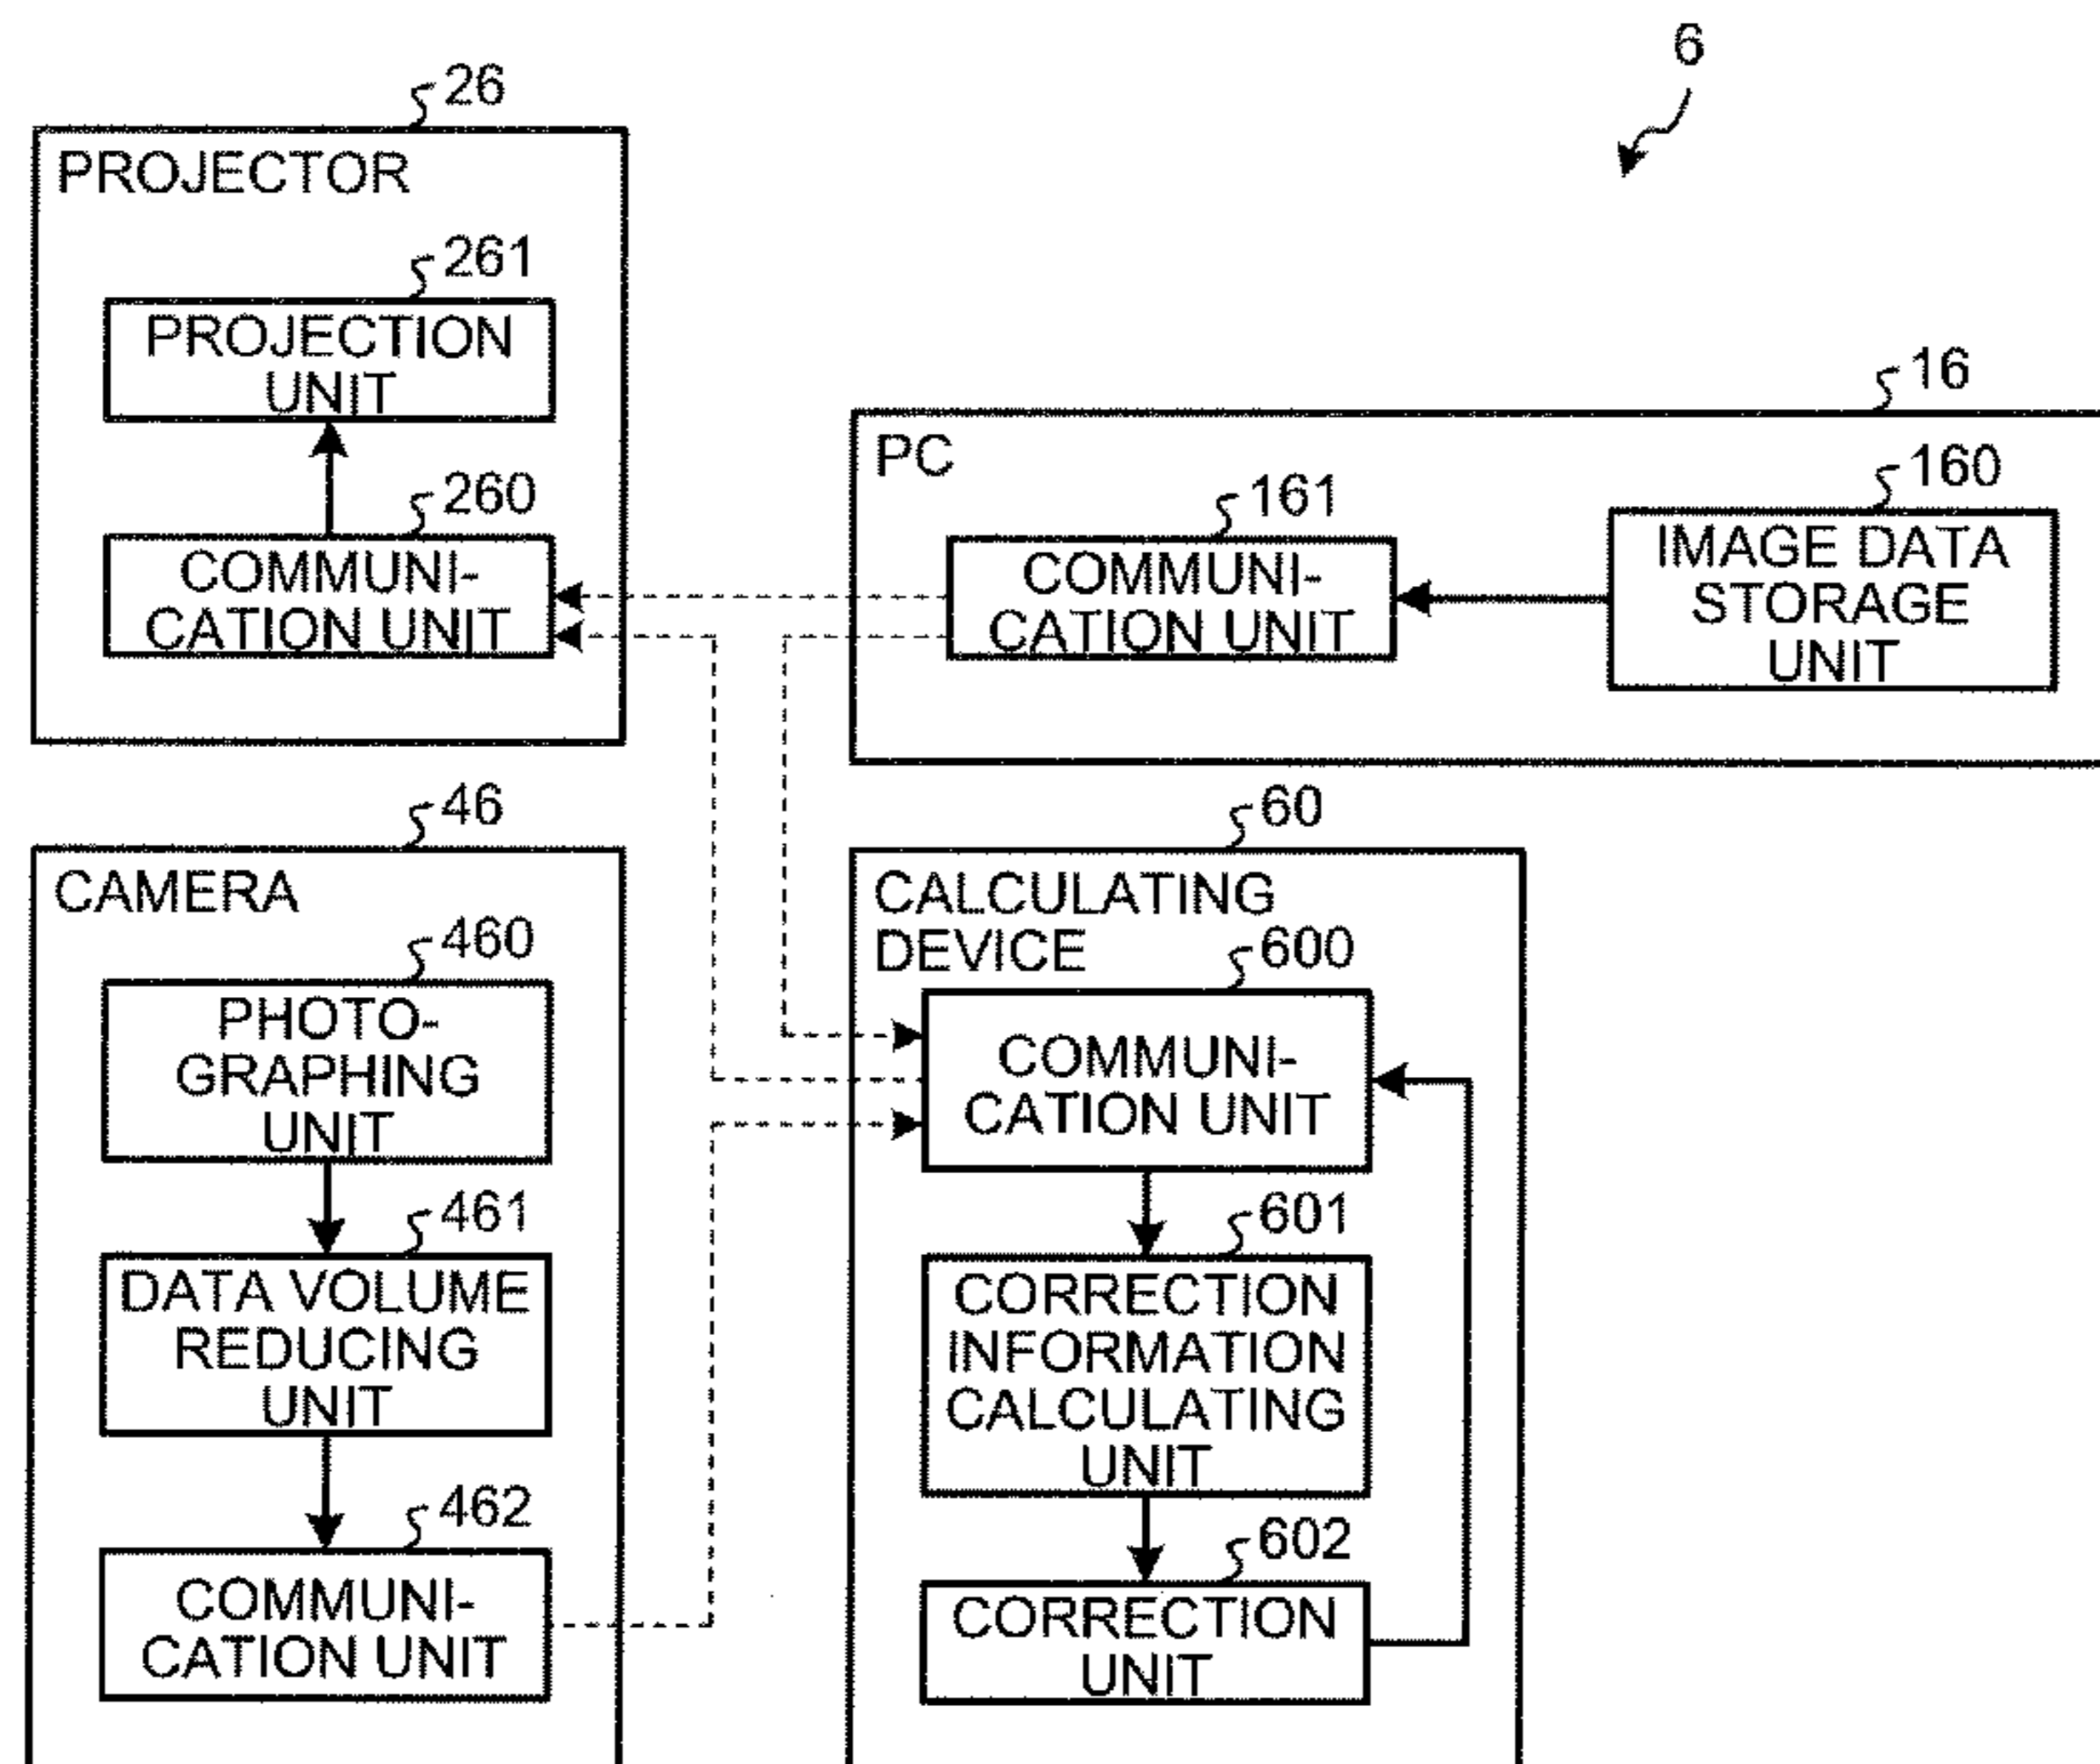 6
26
PROJECTOR
261
PROJECTION
UNIT
260
COMMUNI-
CATION UNIT
16
PC
161
COMMUNI-
CATION UNIT
160
IMAGE DATA
STORAGE
UNIT
46
CAMERA
460
PHOTO-
GRAPHING
UNIT
461
DATA VOLUME
REDUCING
UNIT
462
COMMUNI-
CATION UNIT
60
CALCULATING
DEVICE
600
COMMUNI-
CATION UNIT
601
CORRECTION
INFORMATION
CALCULATING
UNIT
602
CORRECTION
UNIT